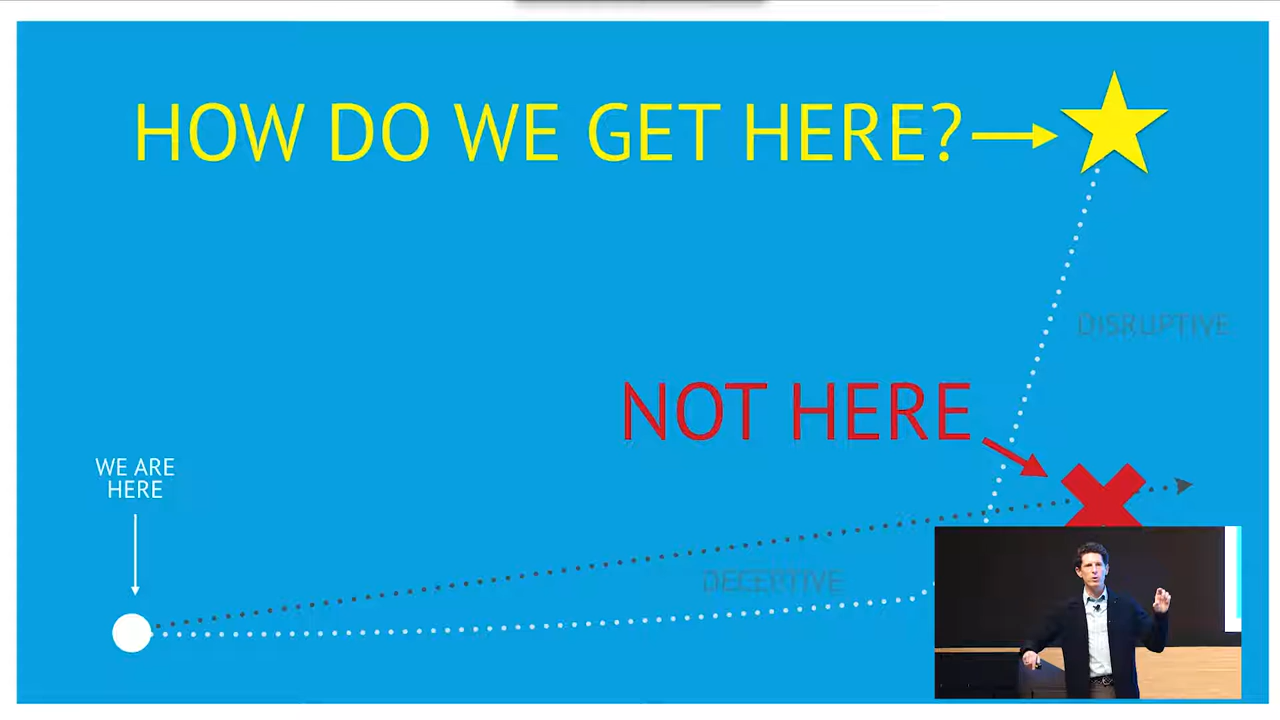 HOW DO WE GET HERE?
DISRUPTIVE
NOT HERE
WE ARE
HERE
DECEPTIVE